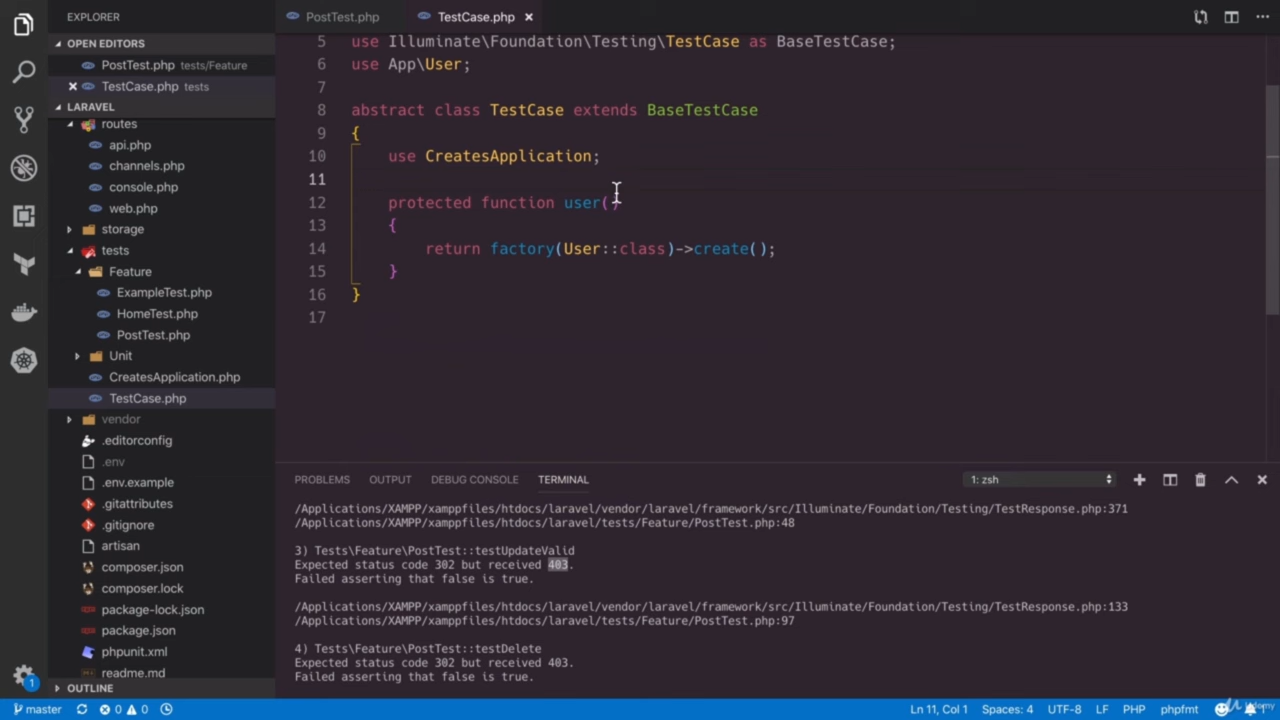 EXPLORER
OPEN EDITORS
PostTest.php tests/Feature
TestCase.php tests
LARAVEL
routes
api.php
channels.php
console.php
web.php
storage
tests
Feature
ExampleTest.php
HomeTest.php
PostTest.php
Unit
CreatesApplication.php
TestCase.php
vendor
.editorconfig
.env
.env.example
.gitattributes
.gitignore
artisan
composer.json
composer.lock
package-lock.json
package.json
phpunit.xml
readme.md
OUTLINE
1
PostTest.php TestCase.php
5 use Illuminate\Foundation\Testing\TestCase as BaseTestCase;
6 use App\User;
7
8 abstract class TestCase extends BaseTestCase
9 {
10 use CreatesApplication;
11
12 protected function user()
13 {
14 return factory(User::class)->create();
15 }
16 }
17
PROBLEMS OUTPUT DEBUG CONSOLE TERMINAL 1: zsh
/Applications/XAMPP/xamppfiles/htdocs/laravel/vendor/laravel/framework/src/Illuminate/Foundation/Testing/TestResponse.php:371
/Applications/XAMPP/xamppfiles/htdocs/laravel/tests/Feature/PostTest.php:48
3) Tests\Feature\PostTest::testUpdateValid
Expected status code 302 but received 403.
Failed asserting that false is true.
/Applications/XAMPP/xamppfiles/htdocs/laravel/vendor/laravel/framework/src/Illuminate/Foundation/Testing/TestResponse.php:133
/Applications/XAMPP/xamppfiles/htdocs/laravel/tests/Feature/PostTest.php:97
4) Tests\Feature\PostTest::testDelete
Expected status code 302 but received 403.
Failed asserting that false is true.
master 0 0 Ln 11, Col 1 Spaces: 4 UTF-8 LF PHP phpfmt